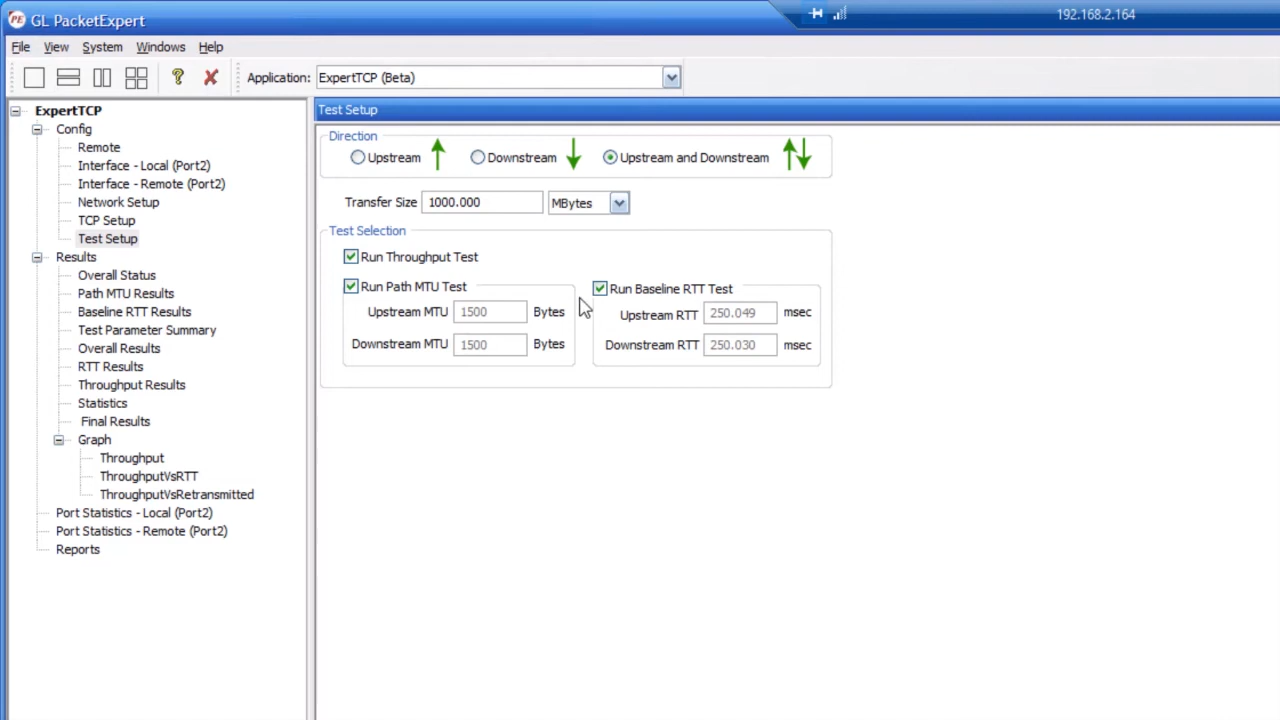 PE GL PacketExpert
192.168.2.164
File View System Windows Help
Application: ExpertTCP (Beta)
ExpertTCP
Config
Remote
Interface - Local (Port2)
Interface - Remote (Port2)
Network Setup
TCP Setup
Test Setup
Results
Overall Status
Path MTU Results
Baseline RTT Results
Test Parameter Summary
Overall Results
RTT Results
Throughput Results
Statistics
Final Results
Graph
Throughput
ThroughputVsRTT
ThroughputVsRetransmitted
Port Statistics - Local (Port2)
Port Statistics - Remote (Port2)
Reports
Test Setup
Direction
Upstream Downstream Upstream and Downstream
Transfer Size 1000.000 MBytes
Test Selection
Run Throughput Test
Run Path MTU Test
Upstream MTU 1500 Bytes
Downstream MTU 1500 Bytes
Run Baseline RTT Test
Upstream RTT 250.049 msec
Downstream RTT 250.030 msec